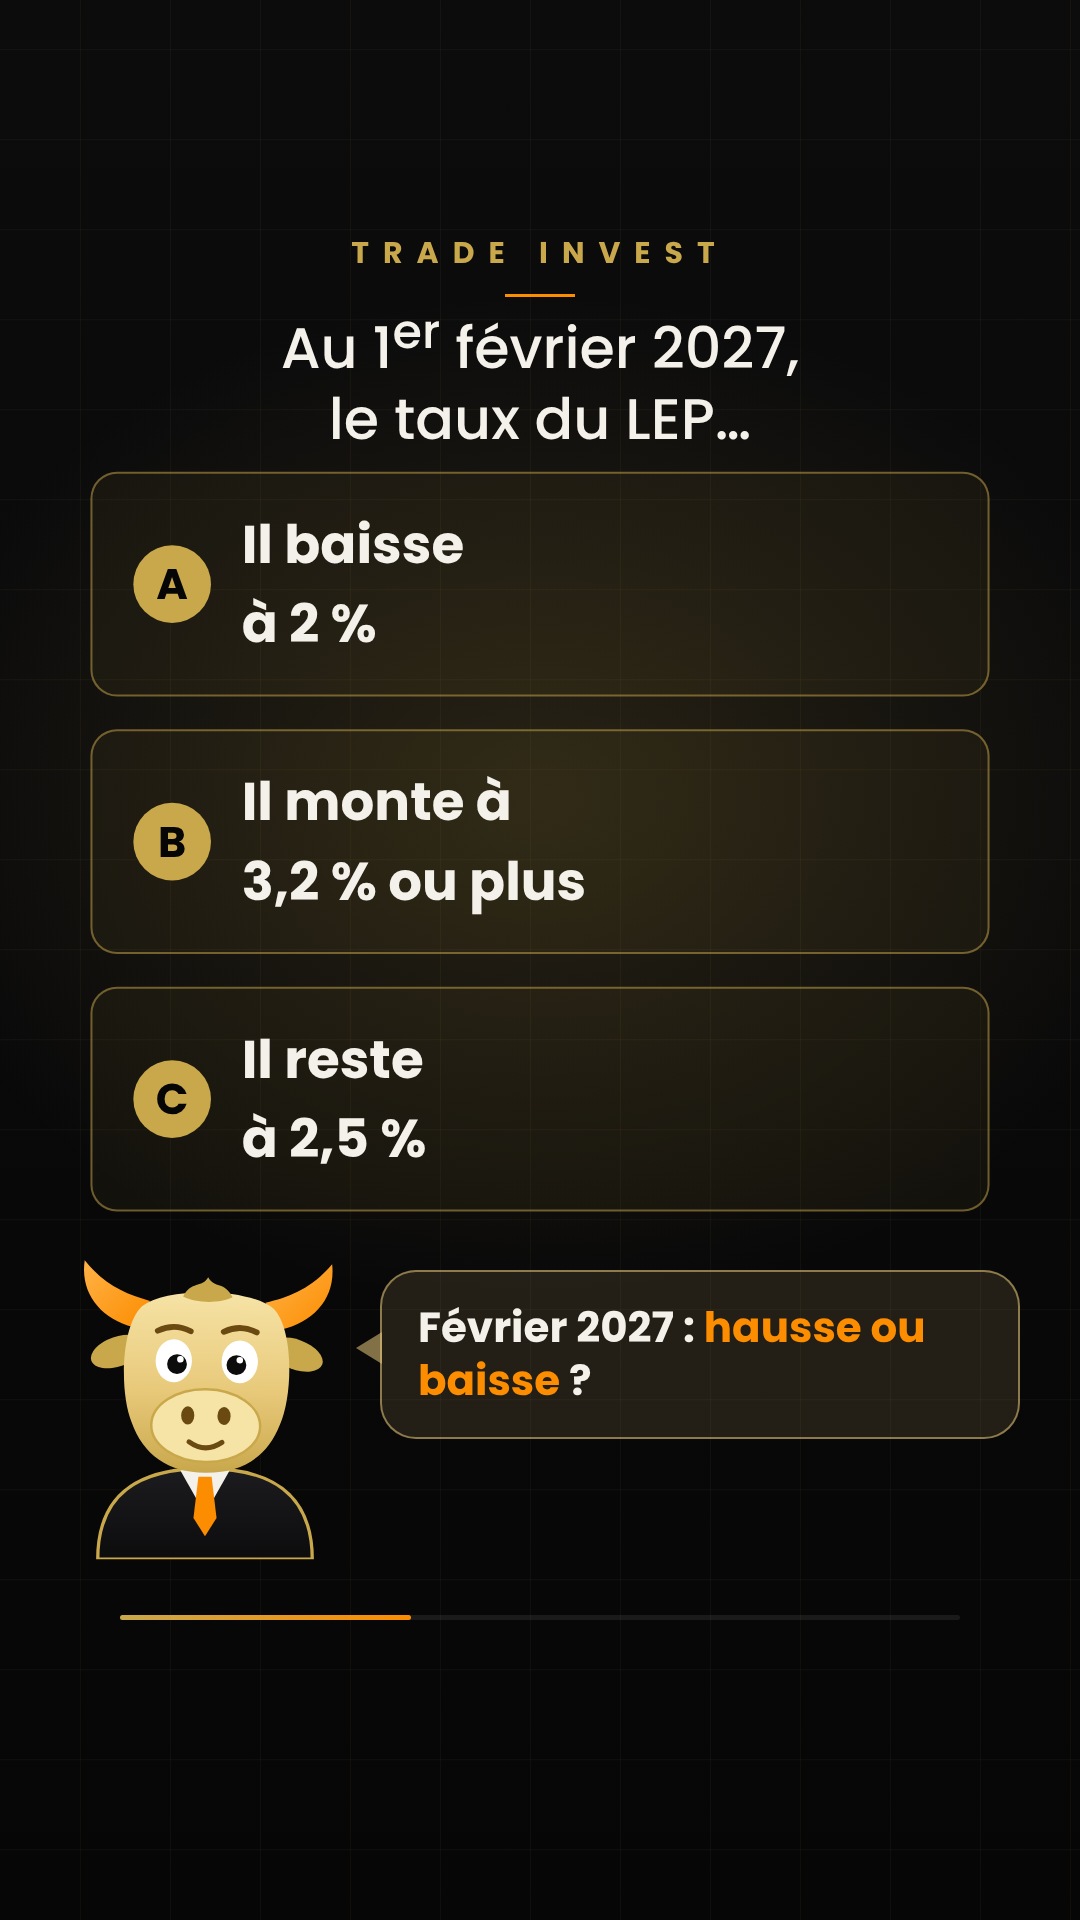 TRADE INVEST
Au 1er février 2027,
le taux du LEP…
A
Il baisse
à 2 %
B
Il monte à
3,2 % ou plus
C
Il reste
à 2,5 %
Février 2027 : hausse ou
baisse ?